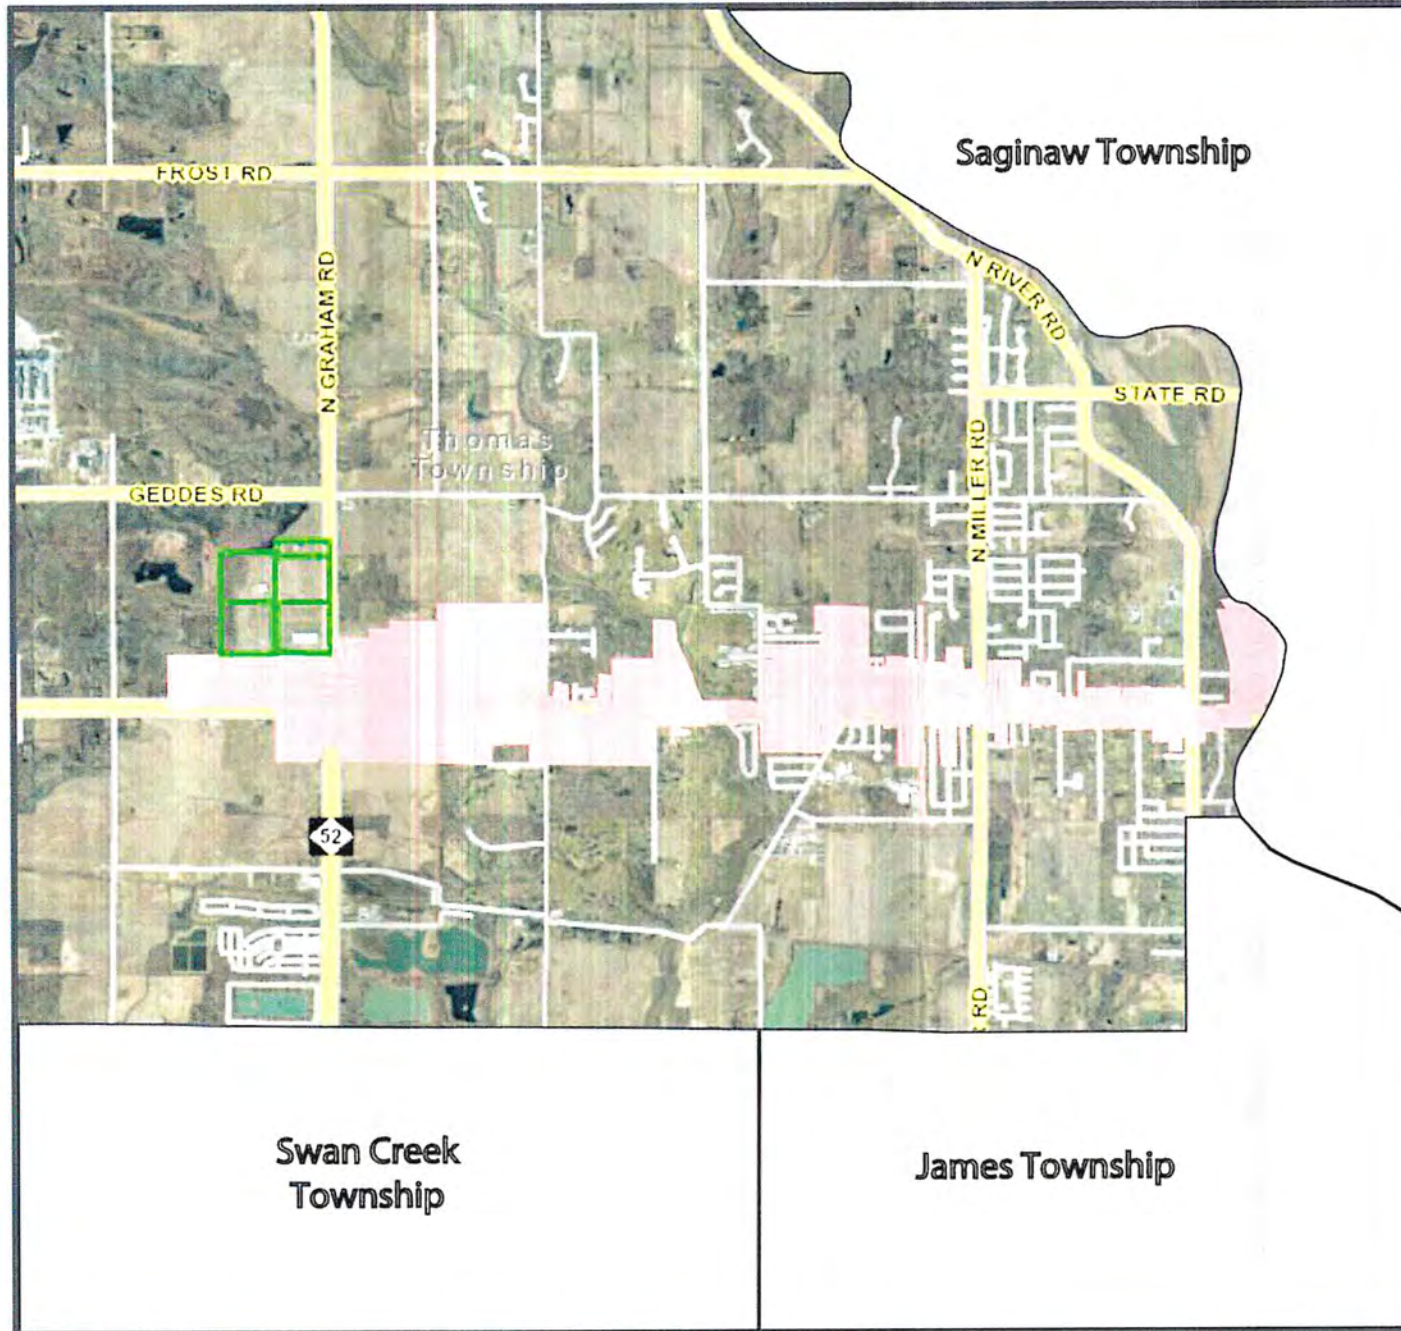 Saginaw Township
FROST RD
N GRAHAM RD
N RIVER RD
STATE RD
Thomas
Township
N MILLER RD
GEDDES RD
52
RD
Swan Creek
Township
James Township